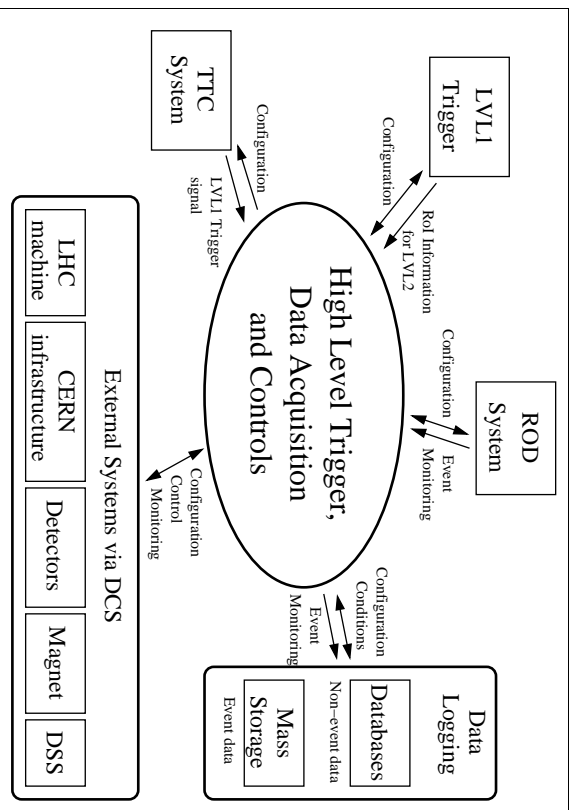 LVL1
Trigger
ROD
System
Configuration
RoI Information
for LVL2
Configuration
Event
Monitoring
TTC
System
Configuration
LVL1 Trigger
signal
High Level Trigger,
Data Acquisition
and Controls
Configuration
Conditions
Event
Monitoring
Data
Logging
Databases
Non-event data
Mass
Storage
Event data
Configuration
Control
Monitoring
External Systems via DCS
LHC
machine
CERN
infrastructure
Detectors
Magnet
DSS